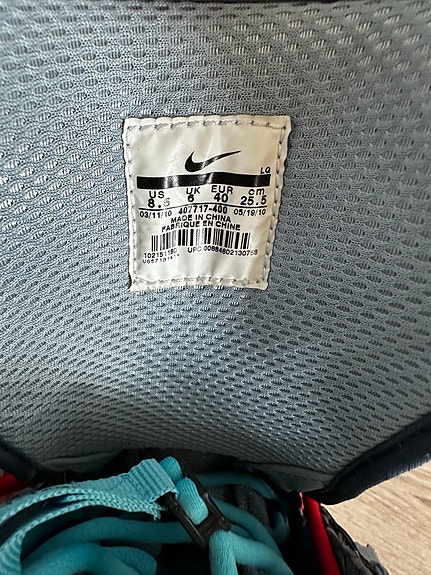 LQ
US UK EUR cm
8.5 6 40 25.5
03/11/10 407717-400 05/19/10
MADE IN CHINA
FABRIQUE EN CHINE
UPC 00884802130758